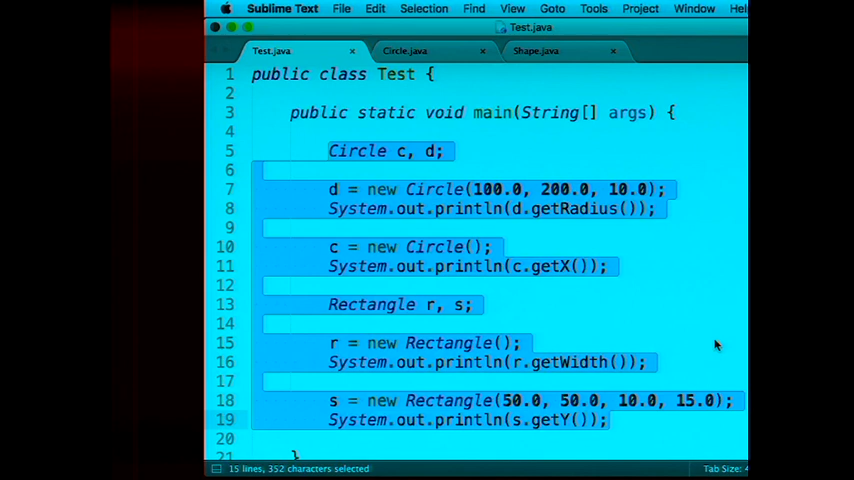 Sublime Text File Edit Selection Find View Goto Tools Project Window
Test.java
Test.java × Circle.java × Shape.java ×
1 public class Test {
2
3 public static void main(String[] args) {
4
5 Circle c, d;
6
7 d = new Circle(100.0, 200.0, 10.0);
8 System.out.println(d.getRadius());
9
10 c = new Circle();
11 System.out.println(c.getX());
12
13 Rectangle r, s;
14
15 r = new Rectangle();
16 System.out.println(r.getWidth());
17
18 s = new Rectangle(50.0, 50.0, 10.0, 15.0);
19 System.out.println(s.getY());
20
21 }
15 lines, 352 characters selected Tab Size: